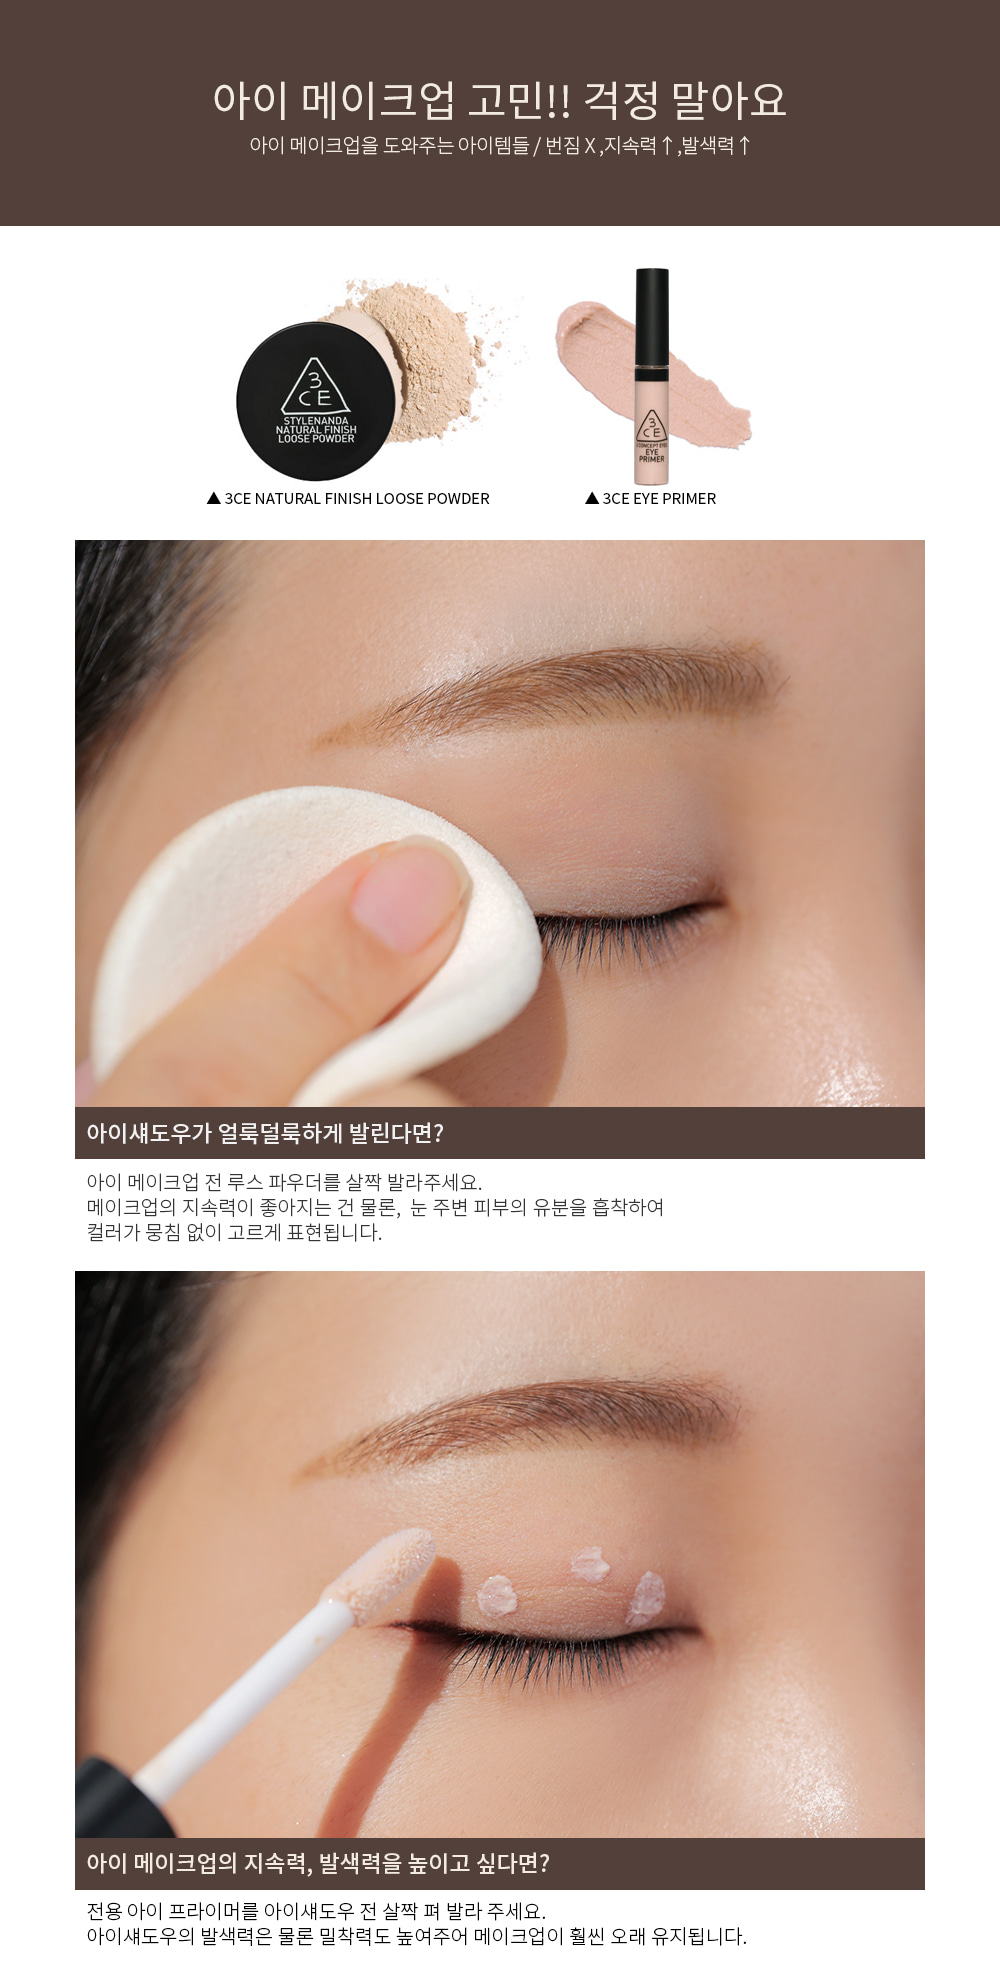 아이 메이크업 고민!! 걱정 말아요
아이 메이크업을 도와주는 아이템들 / 번짐 X ,지속력↑,발색력↑
3
CE
STYLENANDA
NATURAL FINISH
LOOSE POWDER
3
CE
3 CONCEPT EYES
EYE
PRIMER
▲ 3CE NATURAL FINISH LOOSE POWDER
▲ 3CE EYE PRIMER
아이섀도우가 얼룩덜룩하게 발린다면?
아이 메이크업 전 루스 파우더를 살짝 발라주세요.
메이크업의 지속력이 좋아지는 건 물론, 눈 주변 피부의 유분을 흡착하여
컬러가 뭉침 없이 고르게 표현됩니다.
아이 메이크업의 지속력, 발색력을 높이고 싶다면?
전용 아이 프라이머를 아이섀도우 전 살짝 펴 발라 주세요.
아이섀도우의 발색력은 물론 밀착력도 높여주어 메이크업이 훨씬 오래 유지됩니다.